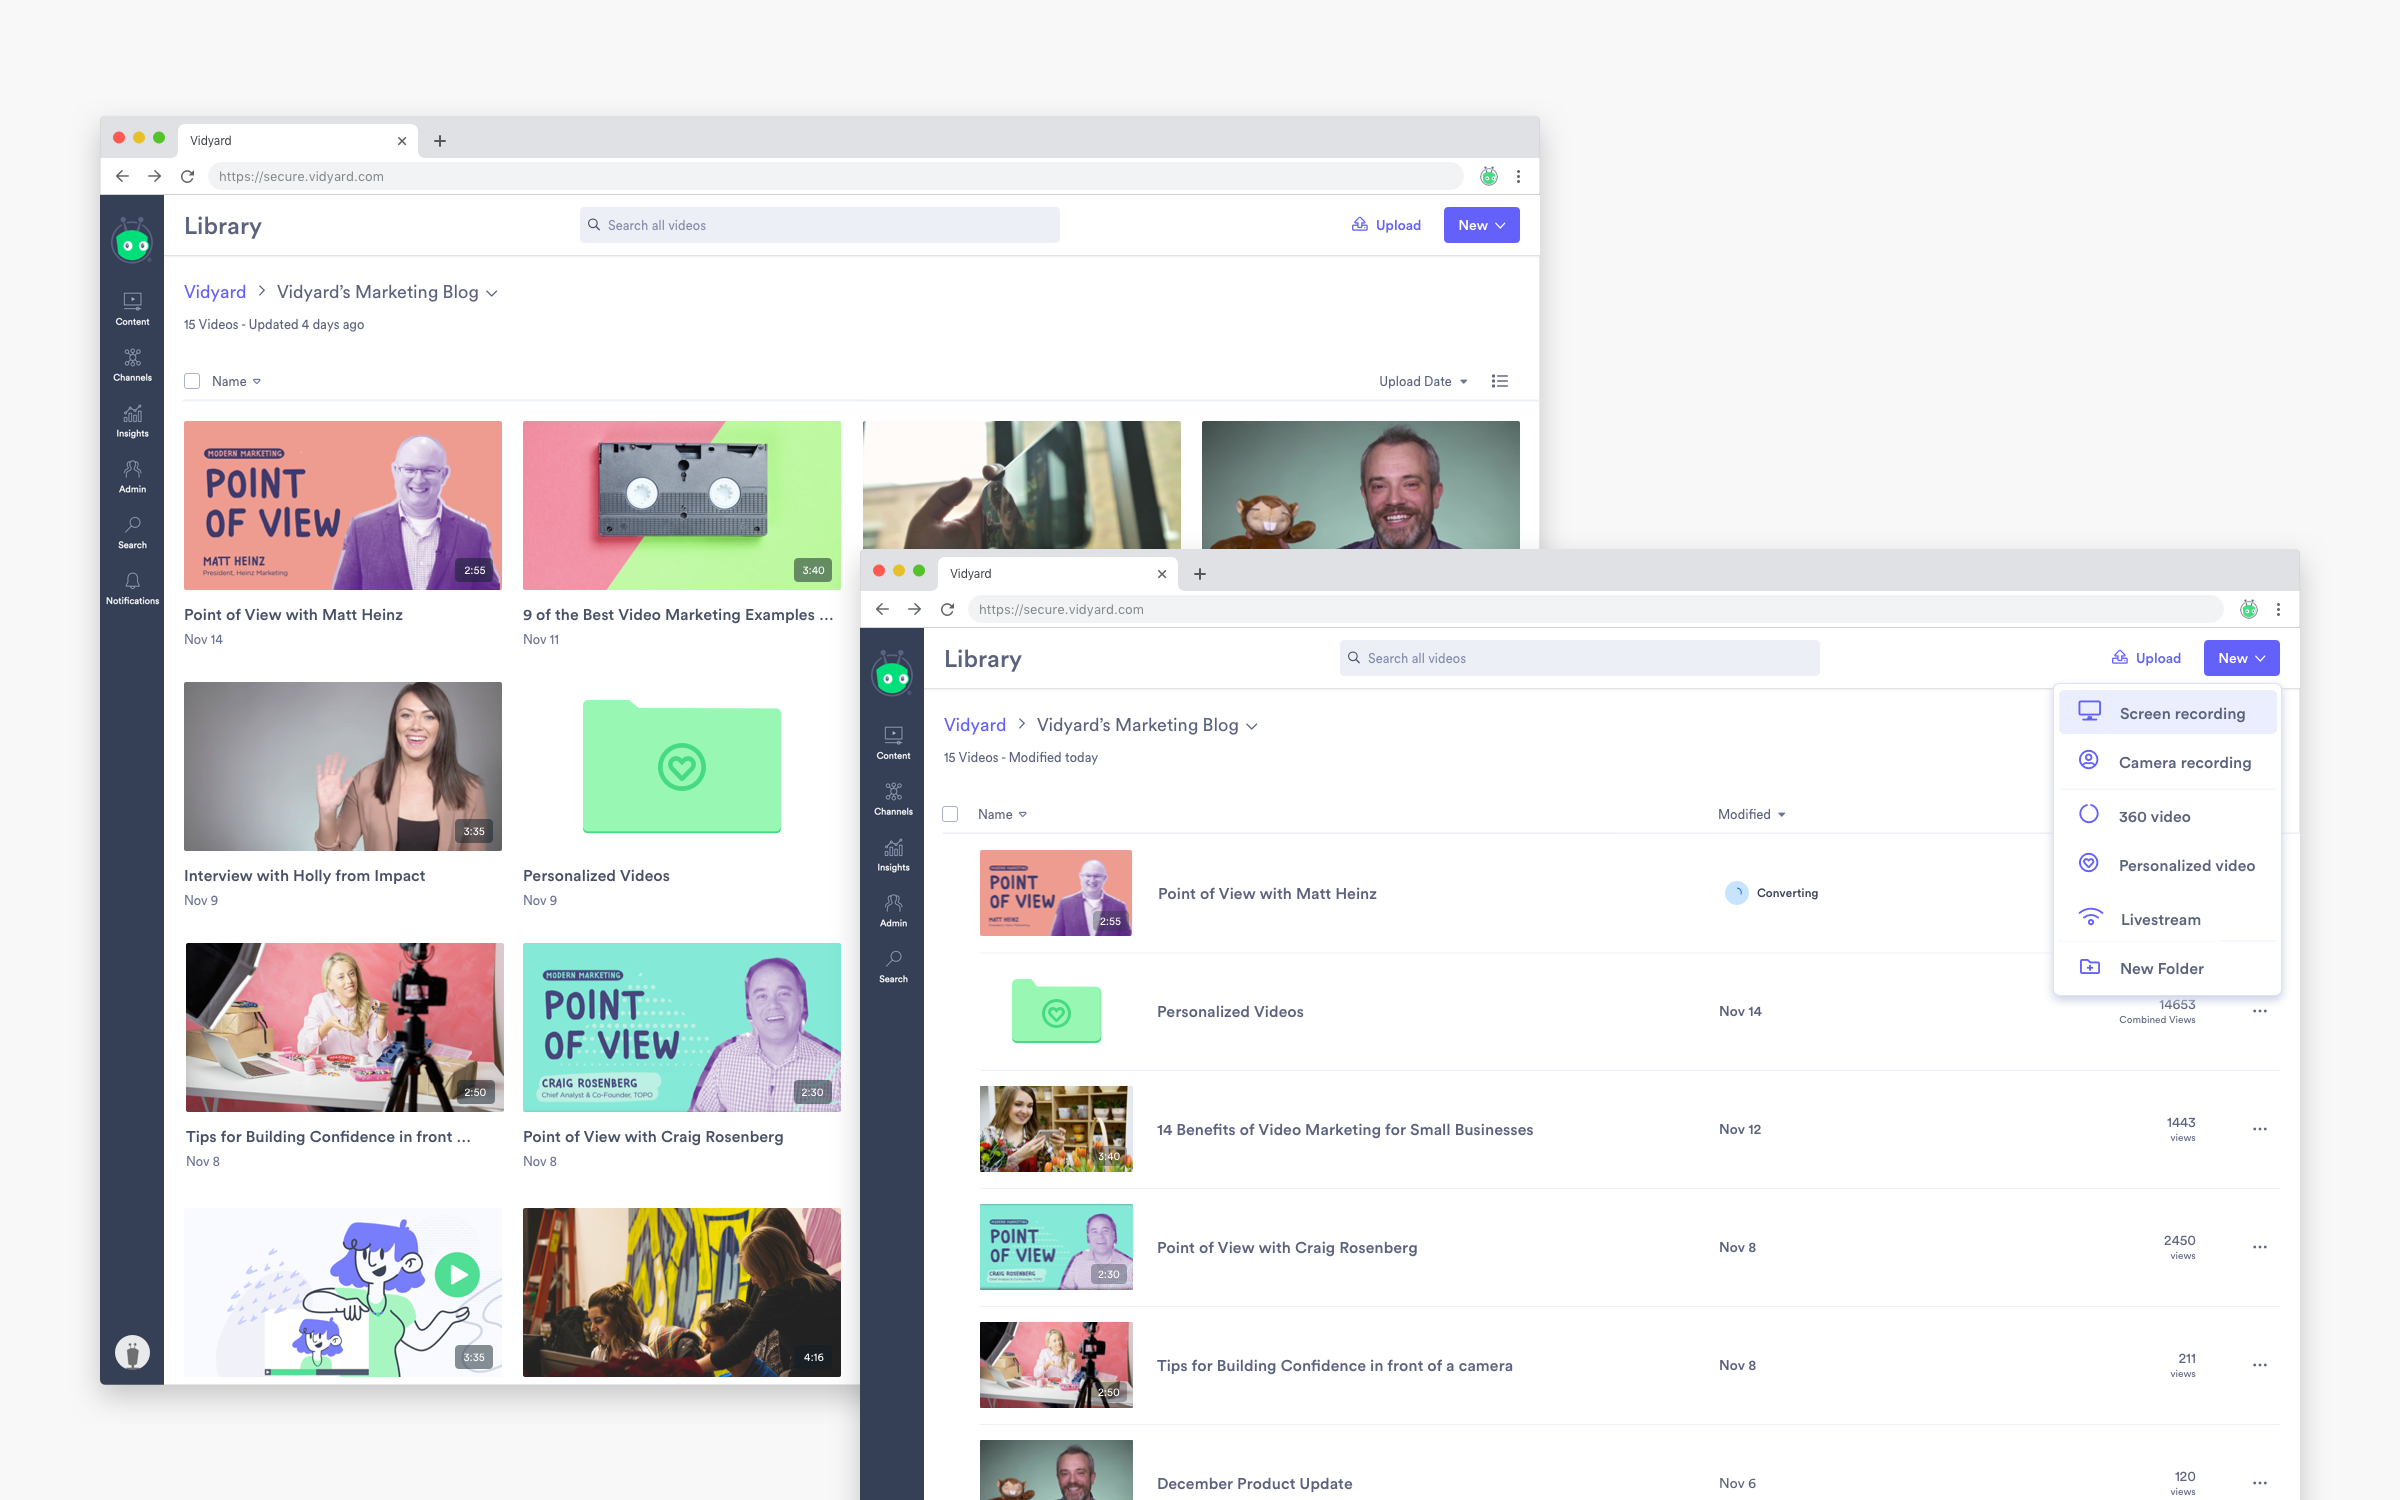 Vidyard
https://secure.vidyard.com
Library
Search all videos
Upload
New
Vidyard > Vidyard's Marketing Blog
15 Videos - Updated 4 days ago
Name
Upload Date
Content
Channels
Insights
Admin
Search
Notifications
MODERN MARKETING
POINT
OF VIEW
MATT HEINZ
President, Heinz Marketing
2:55
Point of View with Matt Heinz
Nov 14
3:40
9 of the Best Video Marketing Examples ...
Nov 11
3:35
Interview with Holly from Impact
Nov 9
Personalized Videos
Nov 9
2:50
Tips for Building Confidence in front ...
Nov 8
MODERN MARKETING
POINT
OF VIEW
CRAIG ROSENBERG
Chief Analyst & Co-Founder, TOPO
2:30
Point of View with Craig Rosenberg
Nov 8
3:35
4:16
Vidyard
https://secure.vidyard.com
Library
Search all videos
Upload
New
Screen recording
Camera recording
360 video
Personalized video
Livestream
New Folder
Vidyard > Vidyard's Marketing Blog
15 Videos - Modified today
Name
Modified
Content
Channels
Insights
Admin
Search
MODERN MARKETING
POINT
OF VIEW
MATT HEINZ
2:55
Point of View with Matt Heinz
Converting
Personalized Videos
Nov 14
14653
Combined Views
3:40
14 Benefits of Video Marketing for Small Businesses
Nov 12
1443
views
MODERN MARKETING
POINT
OF VIEW
CRAIG ROSENBERG
Chief Analyst & Co-Founder, TOPO
2:30
Point of View with Craig Rosenberg
Nov 8
2450
views
2:50
Tips for Building Confidence in front of a camera
Nov 8
211
views
December Product Update
Nov 6
120
views